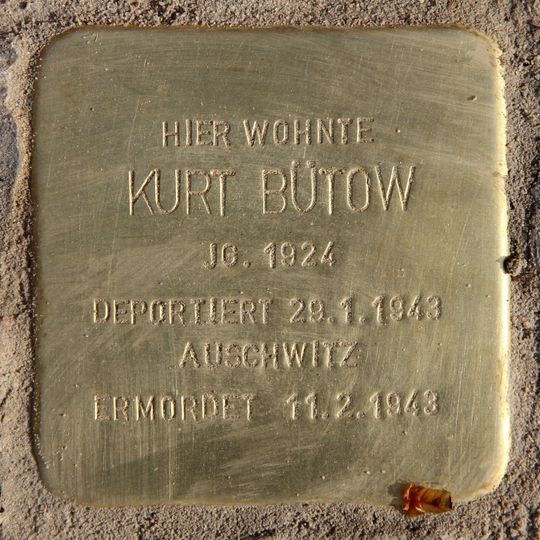 HIER WOHNTE
KURT BÜTOW
JG. 1924
DEPORTIERT 29.1.1943
AUSCHWITZ
ERMORDET 11.2.1943